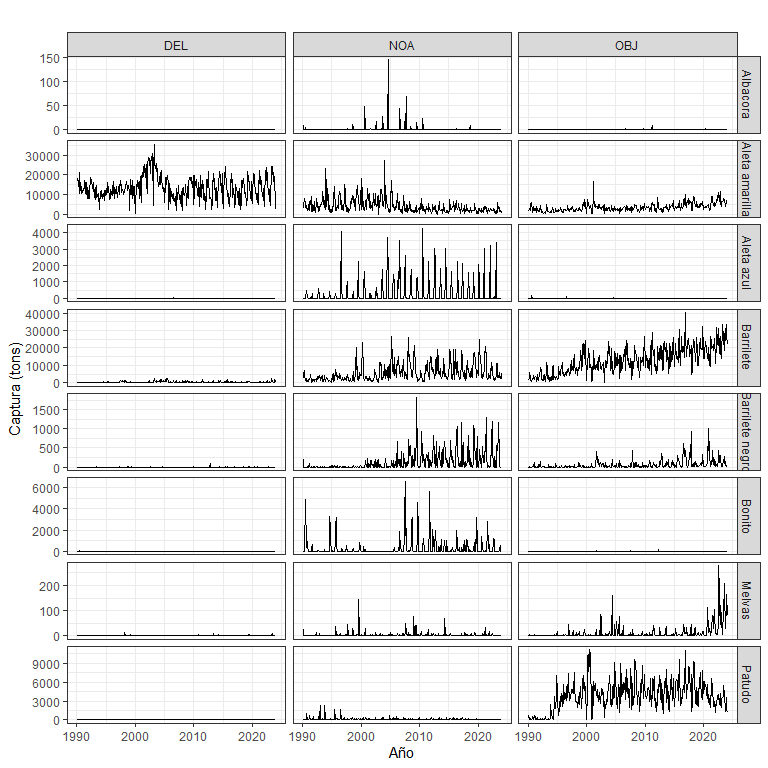 DEL NOA OBJ
150
100
50
0
Albacora
30000
20000
10000
0
Aleta amarilla
4000
3000
2000
1000
0
Aleta azul
40000
30000
20000
10000
0
Barrilete
1500
1000
500
0
Barrilete negro
6000
4000
2000
0
Bonito
200
100
0
Melvas
9000
6000
3000
0
Patudo
Captura (tons)
1990 2000 2010 2020 1990 2000 2010 2020 1990 2000 2010 2020
Año